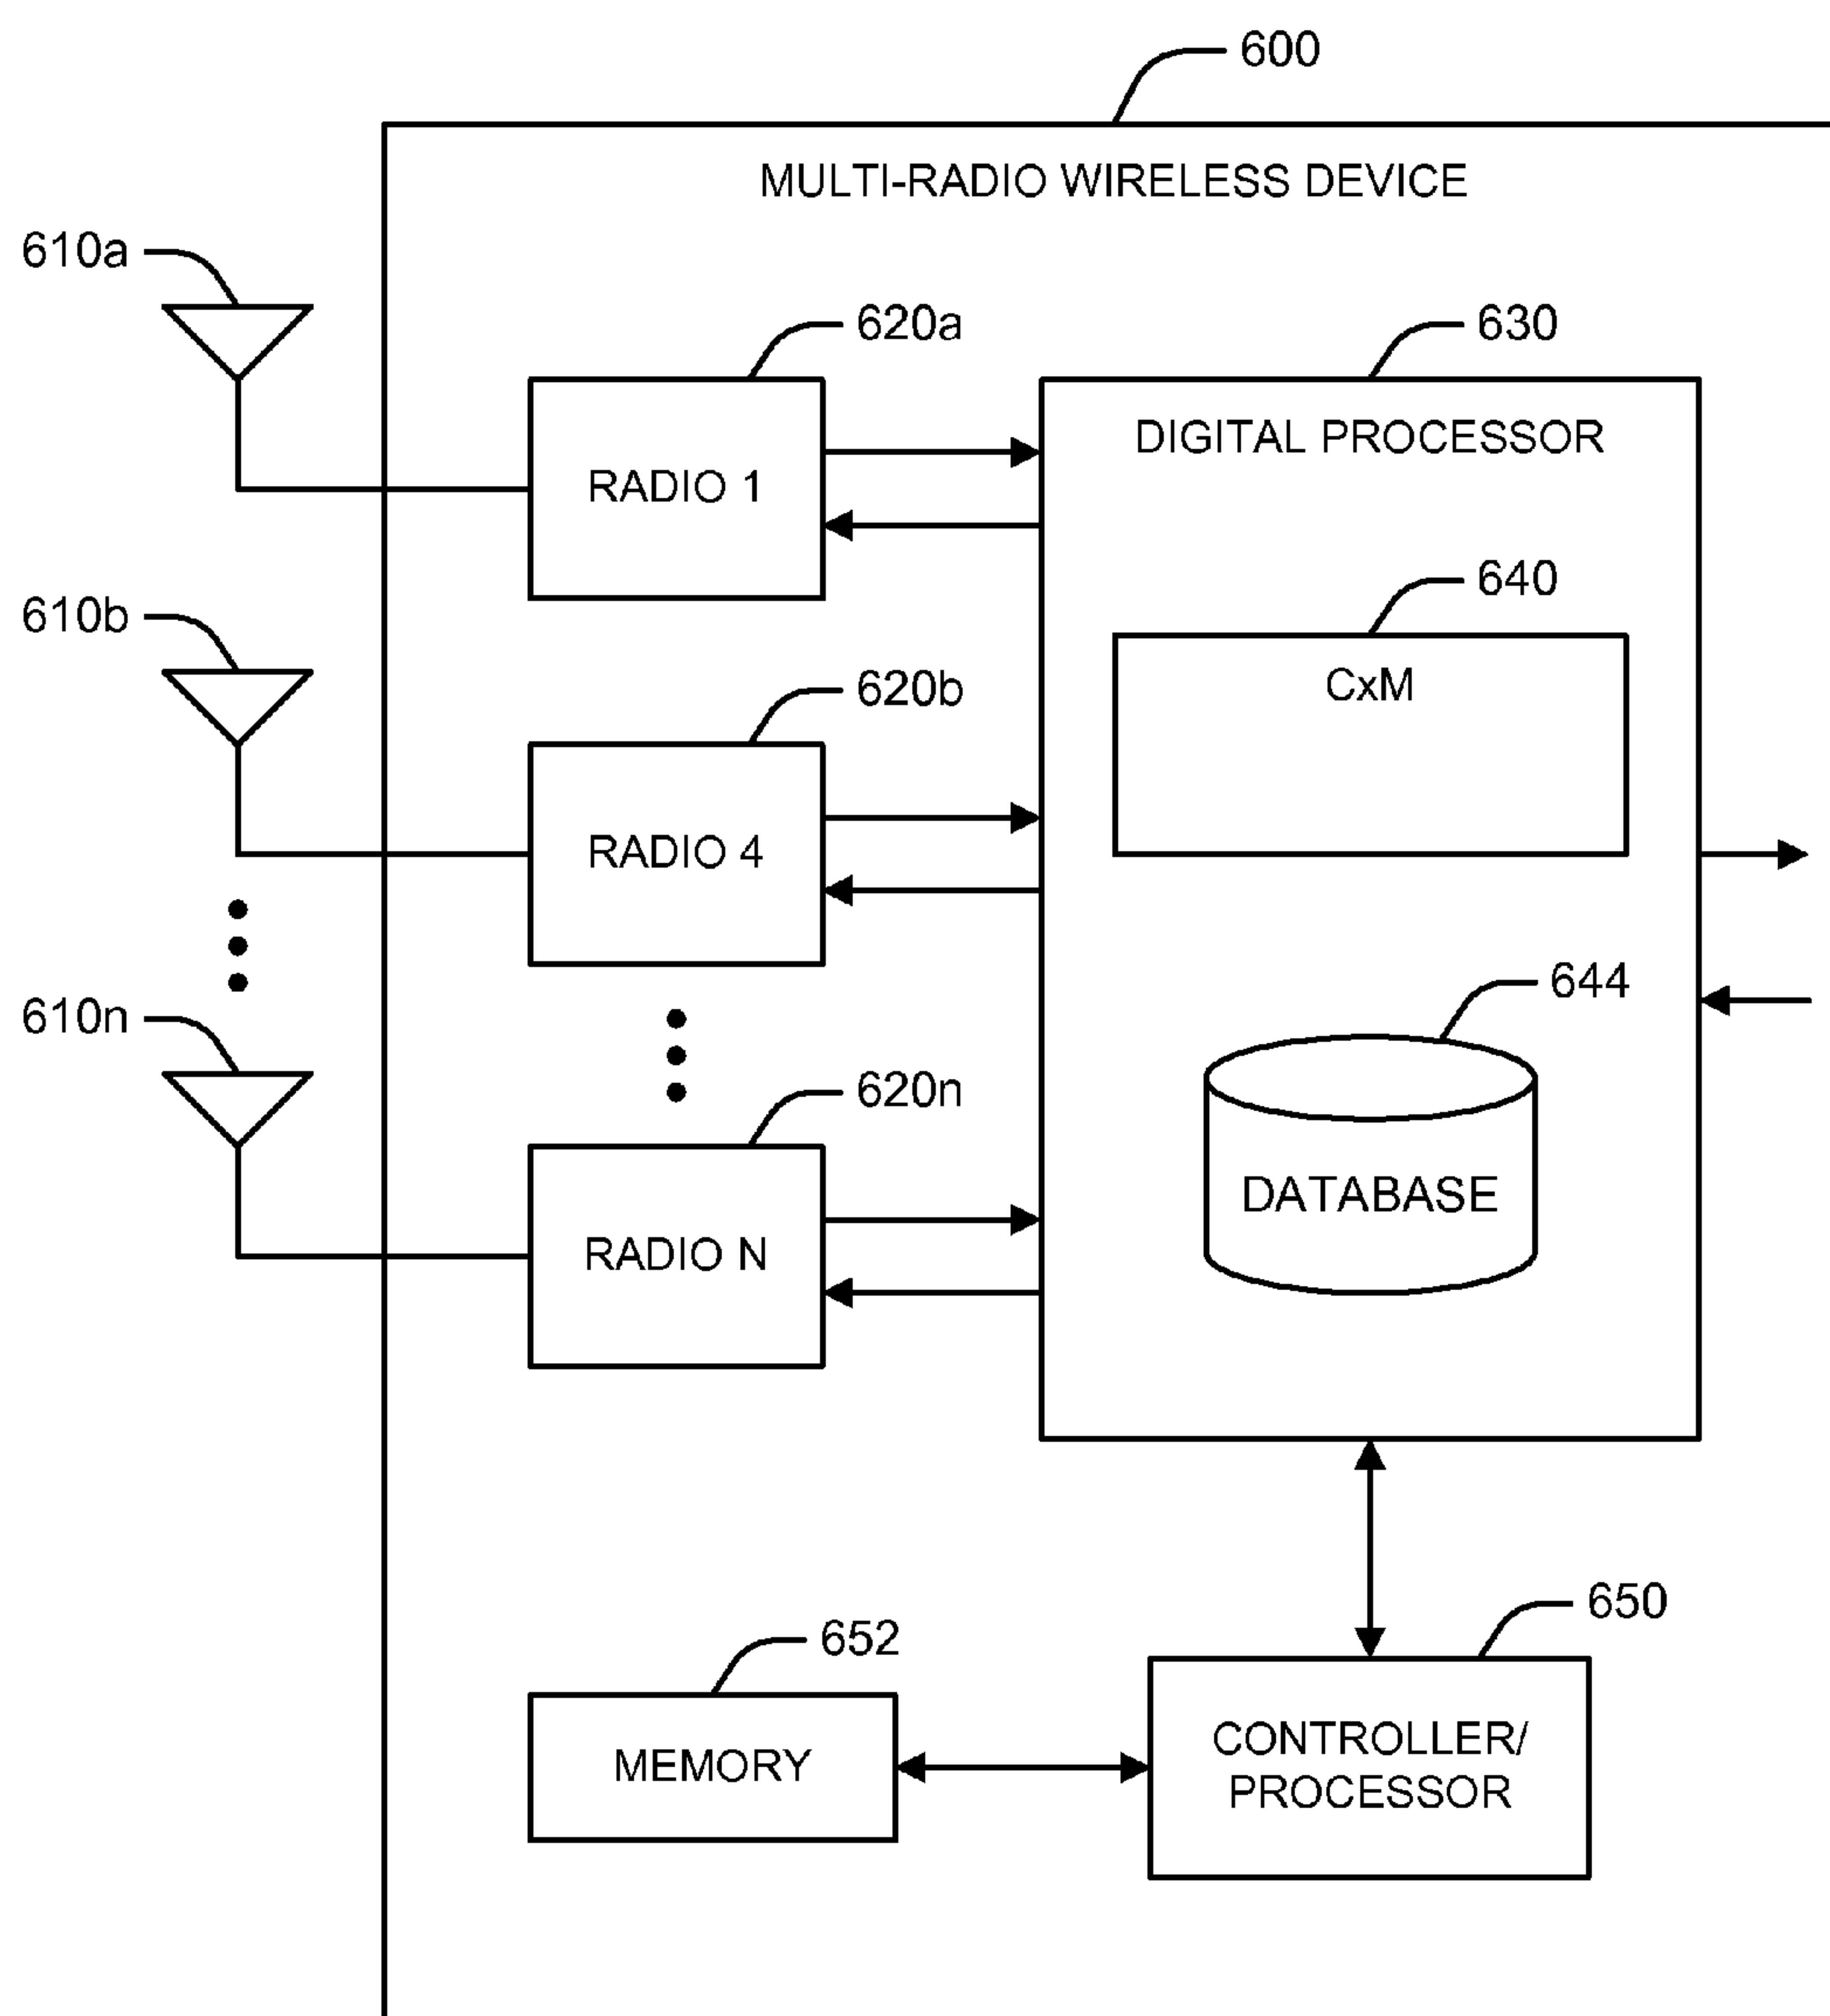 600
MULTI-RADIO WIRELESS DEVICE
610a
620a
630
RADIO 1
DIGITAL PROCESSOR
640
CxM
610b
620b
RADIO 4
644
DATABASE
610n
620n
RADIO N
650
652
MEMORY
CONTROLLER/
PROCESSOR